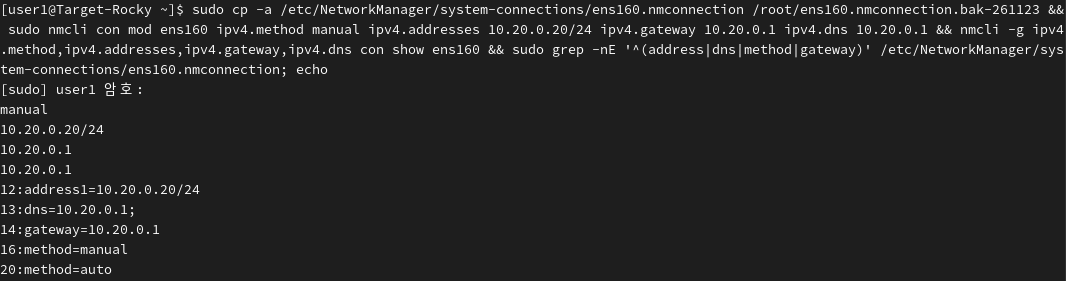 [user1@Target-Rocky ~]$ sudo cp -a /etc/NetworkManager/system-connections/ens160.nmconnection /root/ens160.nmconnection.bak-261123 &&
 sudo nmcli con mod ens160 ipv4.method manual ipv4.addresses 10.20.0.20/24 ipv4.gateway 10.20.0.1 ipv4.dns 10.20.0.1 && nmcli -g ipv4
.method,ipv4.addresses,ipv4.gateway,ipv4.dns con show ens160 && sudo grep -nE '^(address|dns|method|gateway)' /etc/NetworkManager/sys
tem-connections/ens160.nmconnection; echo
[sudo] user1 암호:
manual
10.20.0.20/24
10.20.0.1
10.20.0.1
12:address1=10.20.0.20/24
13:dns=10.20.0.1;
14:gateway=10.20.0.1
16:method=manual
20:method=auto